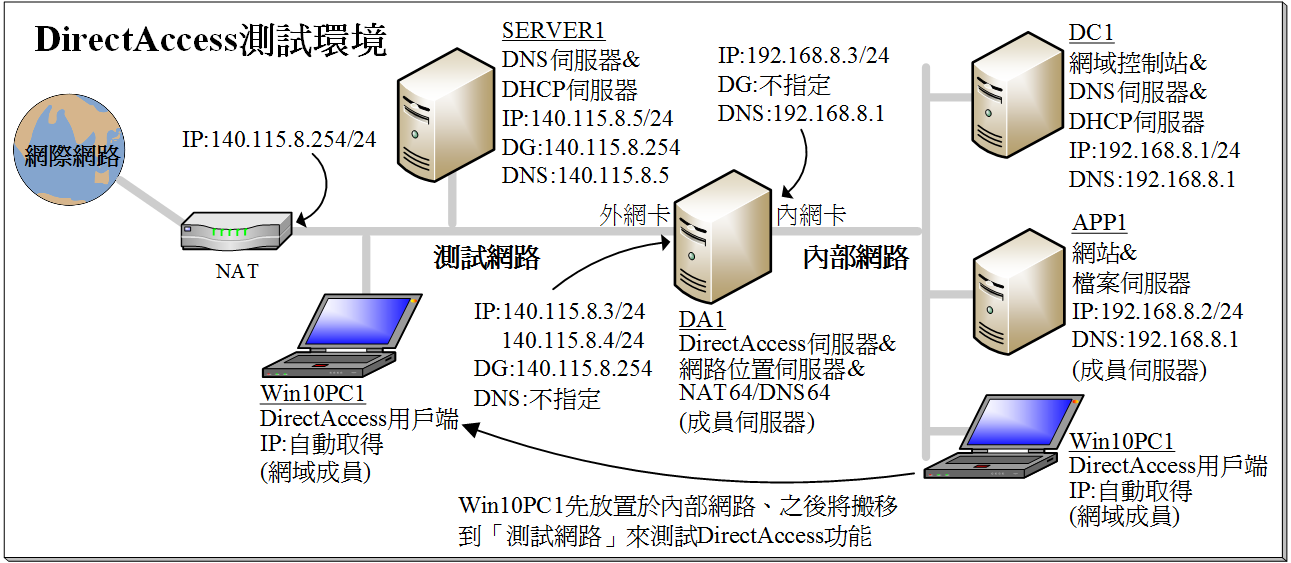 DirectAccess測試環境
網際網路
IP:140.115.8.254/24
NAT
SERVER1
DNS伺服器&
DHCP伺服器
IP:140.115.8.5/24
DG:140.115.8.254
DNS:140.115.8.5
IP:192.168.8.3/24
DG:不指定
DNS:192.168.8.1
DC1
網域控制站&
DNS伺服器&
DHCP伺服器
IP:192.168.8.1/24
DNS:192.168.8.1
外網卡
內網卡
測試網路
內部網路
APP1
網站&
檔案伺服器
IP:192.168.8.2/24
DNS:192.168.8.1
(成員伺服器)
IP:140.115.8.3/24
140.115.8.4/24
DG:140.115.8.254
DNS:不指定
DA1
DirectAccess伺服器&
網路位置伺服器&
NAT64/DNS64
(成員伺服器)
Win10PC1
DirectAccess用戶端
IP:自動取得
(網域成員)
Win10PC1
DirectAccess用戶端
IP:自動取得
(網域成員)
Win10PC1先放置於內部網路、之後將搬移
到「測試網路」來測試DirectAccess功能